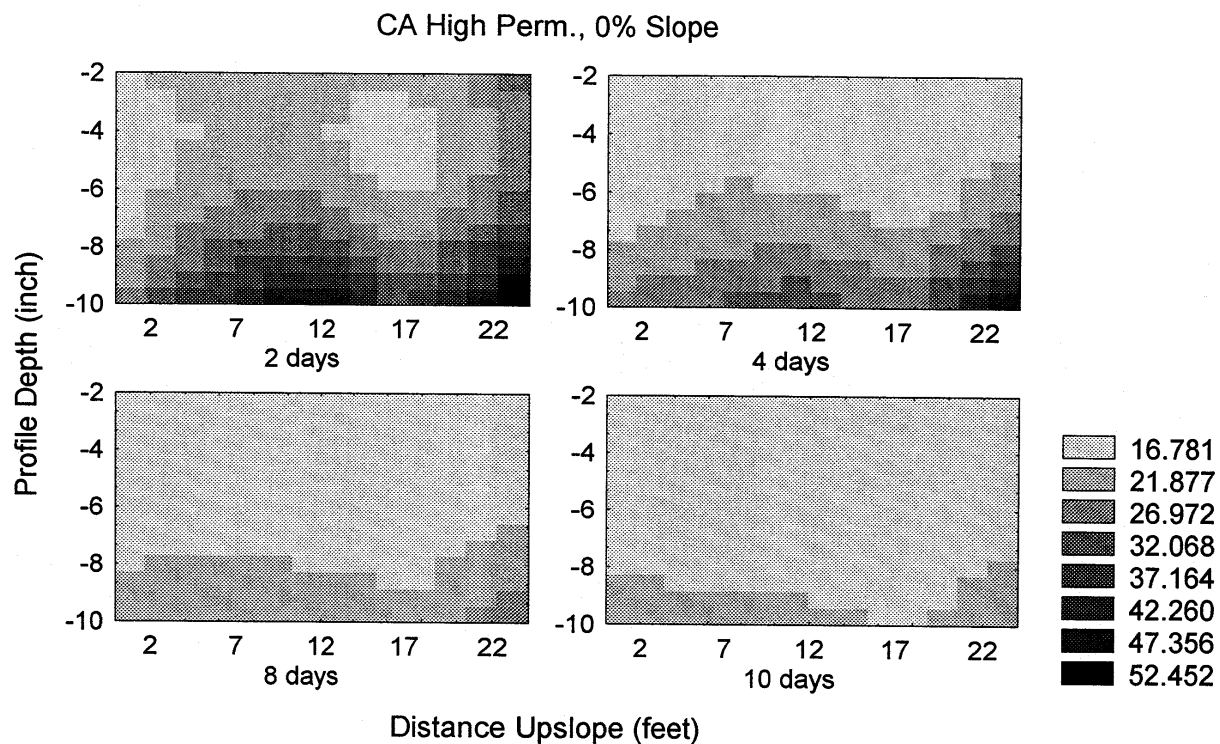 CA High Perm., 0% Slope
Profile Depth (inch)
-2
-4
-6
-8
-10
2 7 12 17 22
2 days
-2
-4
-6
-8
-10
2 7 12 17 22
4 days
-2
-4
-6
-8
-10
2 7 12 17 22
8 days
-2
-4
-6
-8
-10
2 7 12 17 22
10 days
16.781
21.877
26.972
32.068
37.164
42.260
47.356
52.452
Distance Upslope (feet)